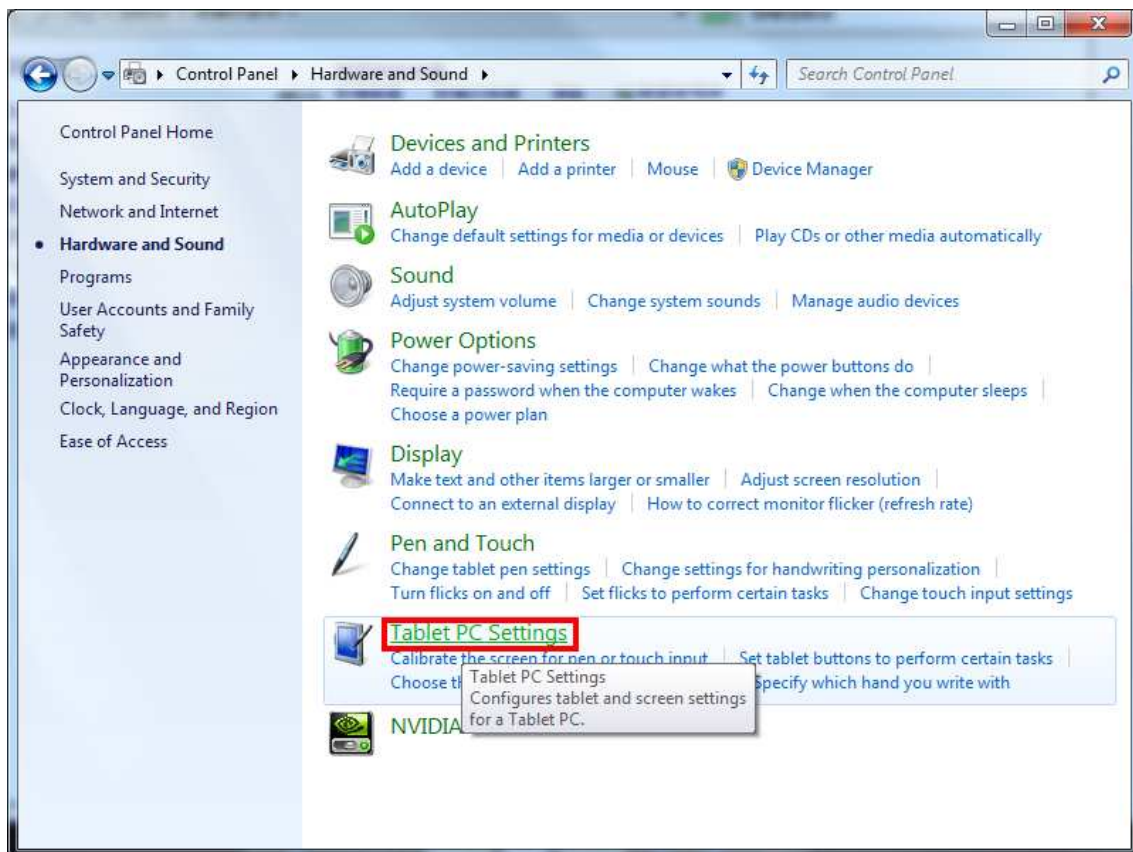 Control Panel Hardware and Sound
Search Control Panel
Control Panel Home
System and Security
Network and Internet
Hardware and Sound
Programs
User Accounts and Family
Safety
Appearance and
Personalization
Clock, Language, and Region
Ease of Access
Devices and Printers
Add a device Add a printer Mouse Device Manager
AutoPlay
Change default settings for media or devices Play CDs or other media automatically
Sound
Adjust system volume Change system sounds Manage audio devices
Power Options
Change power-saving settings Change what the power buttons do
Require a password when the computer wakes Change when the computer sleeps
Choose a power plan
Display
Make text and other items larger or smaller Adjust screen resolution
Connect to an external display How to correct monitor flicker (refresh rate)
Pen and Touch
Change tablet pen settings Change settings for handwriting personalization
Turn flicks on and off Set flicks to perform certain tasks Change touch input settings
Tablet PC Settings
Calibrate the screen for pen or touch input Set tablet buttons to perform certain tasks
Choose Specify which hand you write with
Tablet PC Settings
Configures tablet and screen settings
for a Tablet PC.
NVIDIA